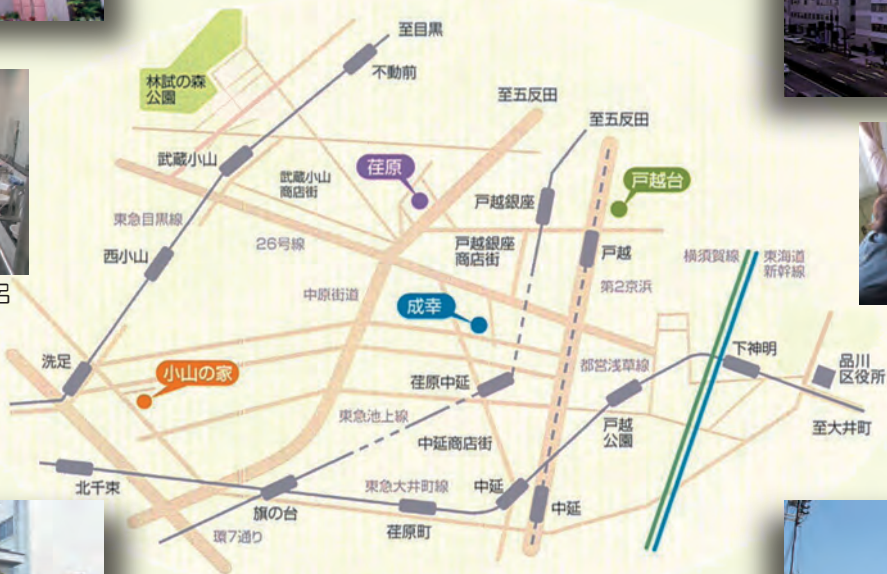 至目黒
不動前
林試の森
公園
至五反田
至五反田
武蔵小山
武蔵小山
商店街
荏原
戸越銀座
戸越台
東急目黒線
西小山
26号線
戸越銀座
商店街
戸越
横須賀線
東海道
新幹線
呂
中原街道
成幸
第2京浜
洗足
小山の家
荏原中延
都営浅草線
下神明
品川
区役所
東急池上線
中延商店街
戸越
公園
至大井町
北千束
旗の台
東急大井町線
中延
中延
環7通り
荏原町